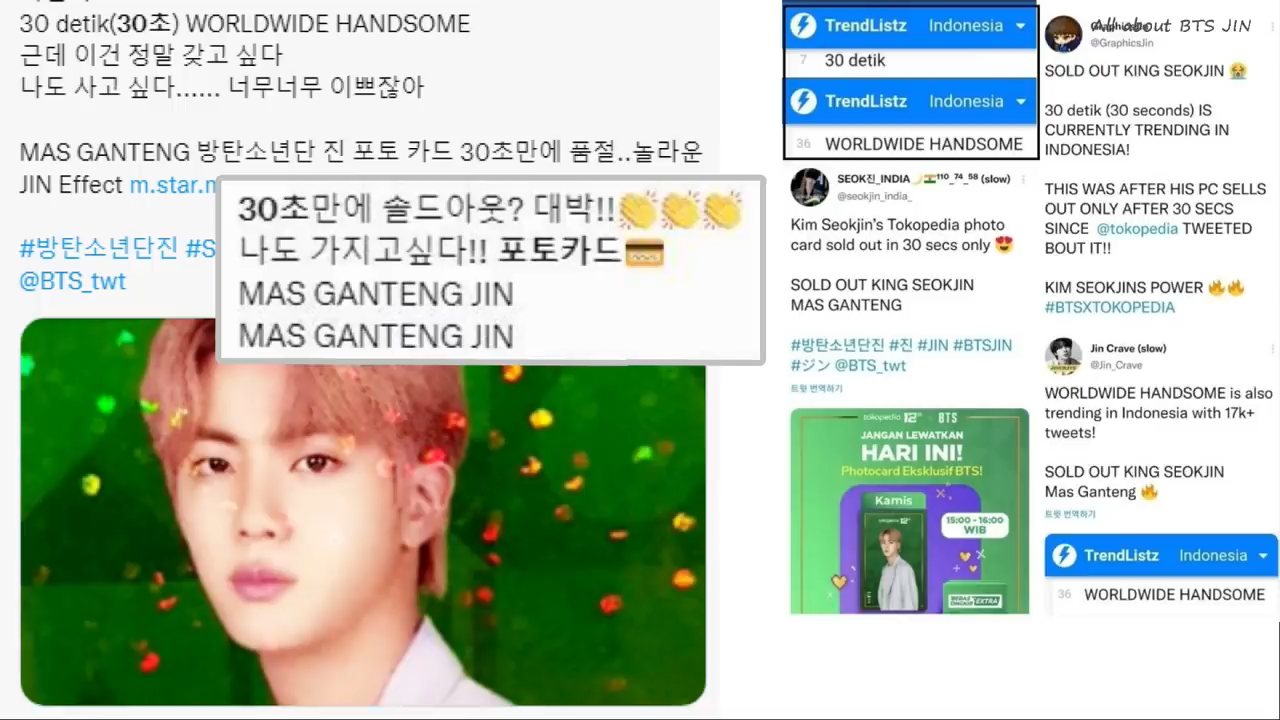 30 detik(30초) WORLDWIDE HANDSOME
근데 이건 정말 갖고 싶다
나도 사고 싶다...... 너무너무 이쁘잖아
MAS GANTENG 방탄소년단 진 포토 카드 30초만에 품절..놀라운
JIN Effect m.star.m
#방탄소년단진 #S
@BTS_twt
30초만에 솔드아웃? 대박!!👏👏👏
나도 가지고싶다!! 포토카드💳
MAS GANTENG JIN
MAS GANTENG JIN
TrendListz Indonesia
7 30 detik
TrendListz Indonesia
36 WORLDWIDE HANDSOME
SEOK진_INDIA🌙🇮🇳¹¹⁰_⁷⁴_⁵⁸ (slow)
@seokjin_india_
Kim Seokjin's Tokopedia photo
card sold out in 30 secs only 😍
SOLD OUT KING SEOKJIN
MAS GANTENG
#방탄소년단진 #진 #JIN #BTSJIN
#ジン @BTS_twt
트윗 번역하기
tokopedia 12 BTS
JANGAN LEWATKAN
HARI INI!
Photocard Eksklusif BTS!
Kamis
15:00 - 16:00
WIB
BEBAS
ONGKIR EXTRA
All about BTS JIN
@GraphicsJin
SOLD OUT KING SEOKJIN 😭
30 detik (30 seconds) IS
CURRENTLY TRENDING IN
INDONESIA!
THIS WAS AFTER HIS PC SELLS
OUT ONLY AFTER 30 SECS
SINCE @tokopedia TWEETED
BOUT IT!!
KIM SEOKJINS POWER 🔥🔥
#BTSXTOKOPEDIA
Jin Crave (slow)
@Jin_Crave
WORLDWIDE HANDSOME is also
trending in Indonesia with 17k+
tweets!
SOLD OUT KING SEOKJIN
Mas Ganteng 🔥
트윗 번역하기
TrendListz Indonesia
36 WORLDWIDE HANDSOME